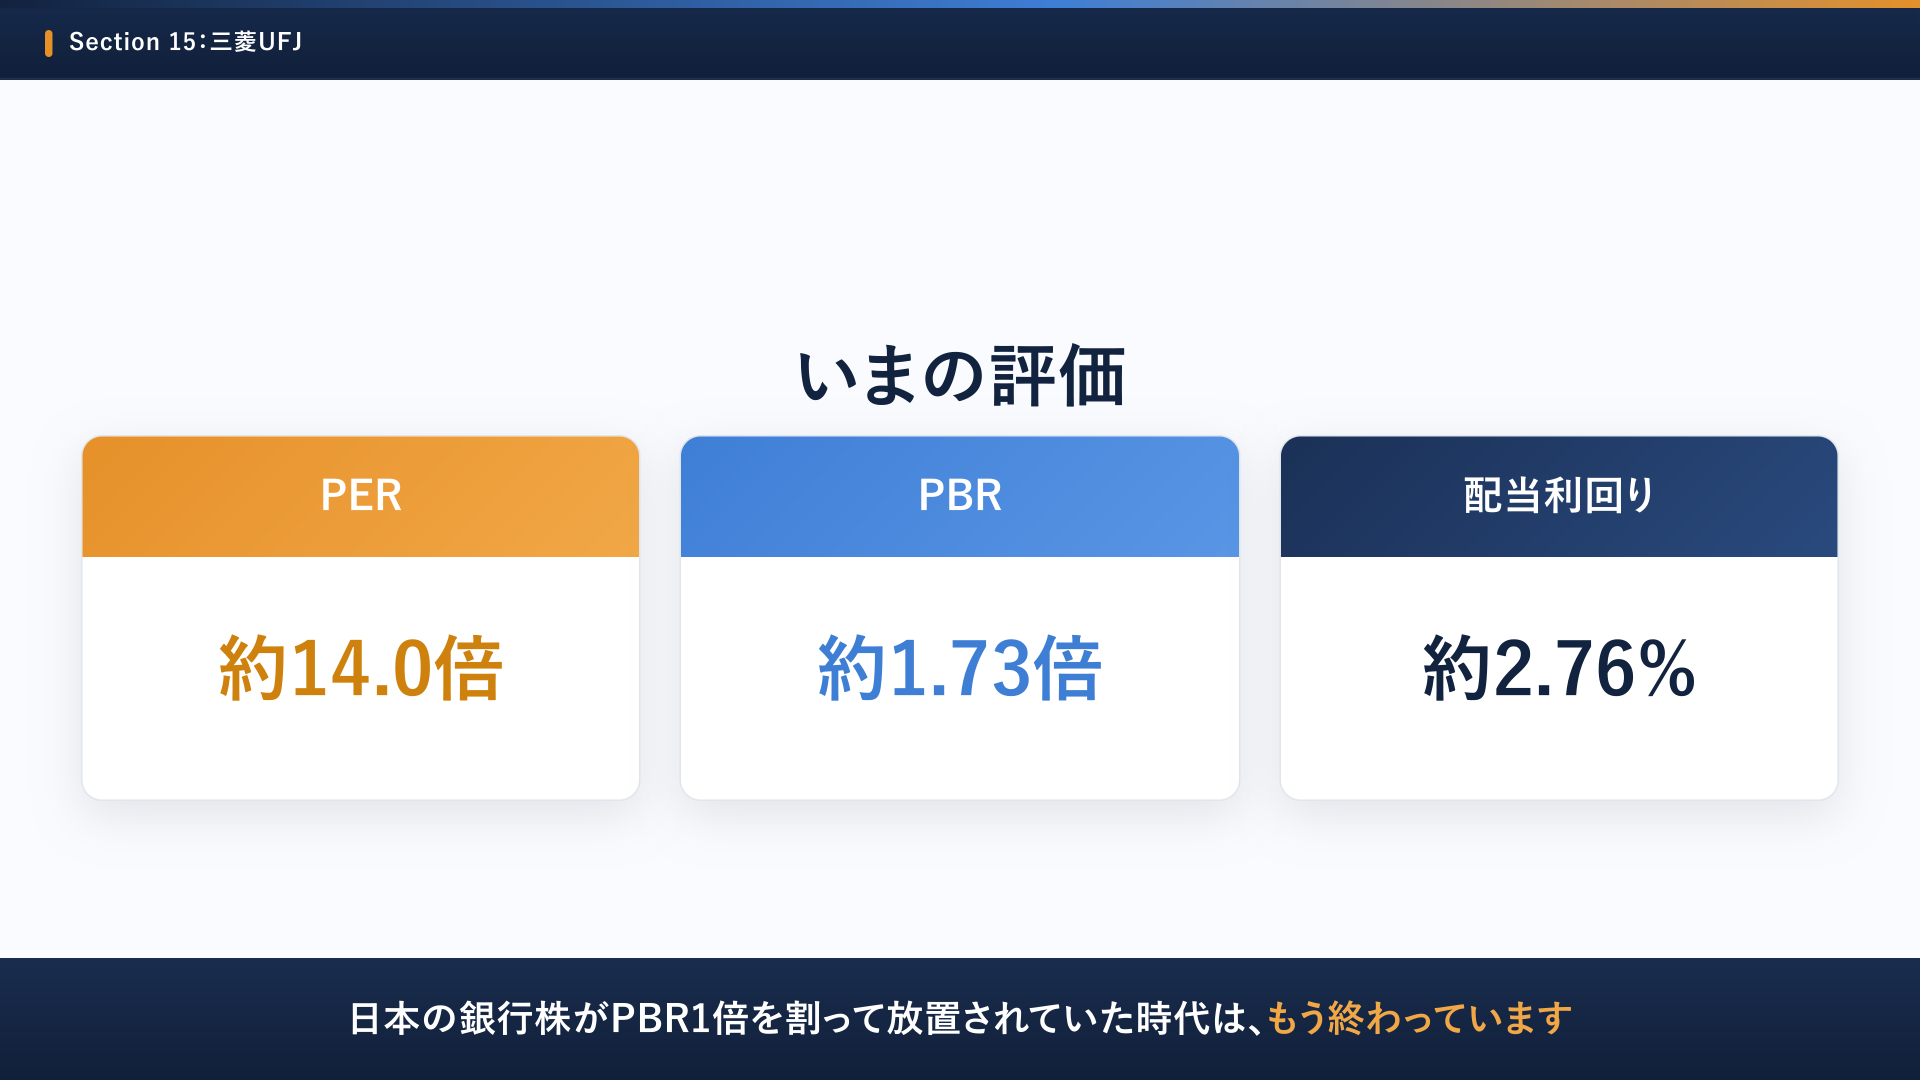 Section 15：三菱UFJ
いまの評価
PER
約14.0倍
PBR
約1.73倍
配当利回り
約2.76%
日本の銀行株がPBR1倍を割って放置されていた時代は、もう終わっています